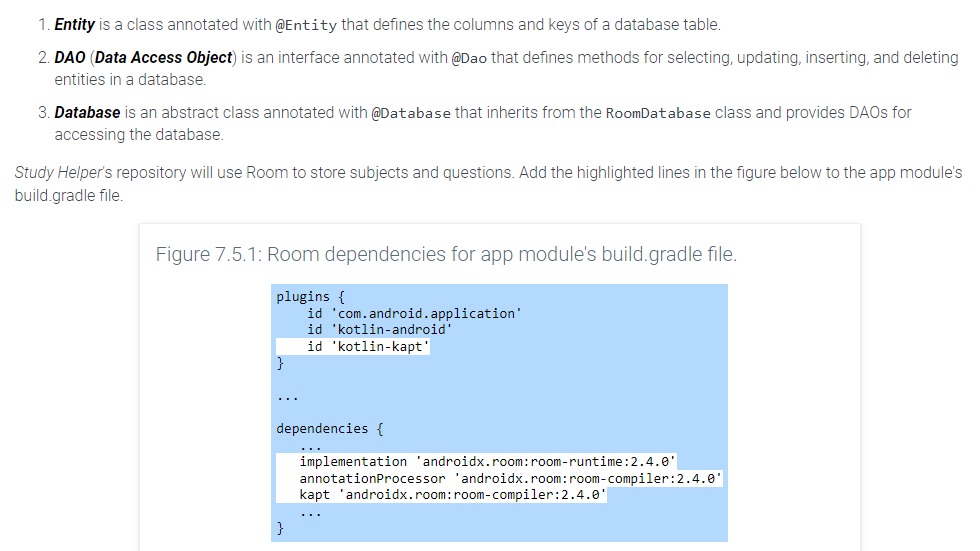 1. Entity is a class annotated with @Entity that defines the columns and keys of a database table.
2. DAO (Data Access Object) is an interface annotated with @Dao that defines methods for selecting, updating, inserting, and deleting
entities in a database.
3. Database is an abstract class annotated with @Database that inherits from the RoomDatabase class and provides DAOs for
accessing the database.
Study Helper's repository will use Room to store subjects and questions. Add the highlighted lines in the figure below to the app module's
build.gradle file.
Figure 7.5.1: Room dependencies for app module's build.gradle file.
plugins {
    id 'com.android.application'
    id 'kotlin-android'
    id 'kotlin-kapt'
}
...
dependencies {
   ...
   implementation 'androidx.room:room-runtime:2.4.0'
   annotationProcessor 'androidx.room:room-compiler:2.4.0'
   kapt 'androidx.room:room-compiler:2.4.0'
   ...
}